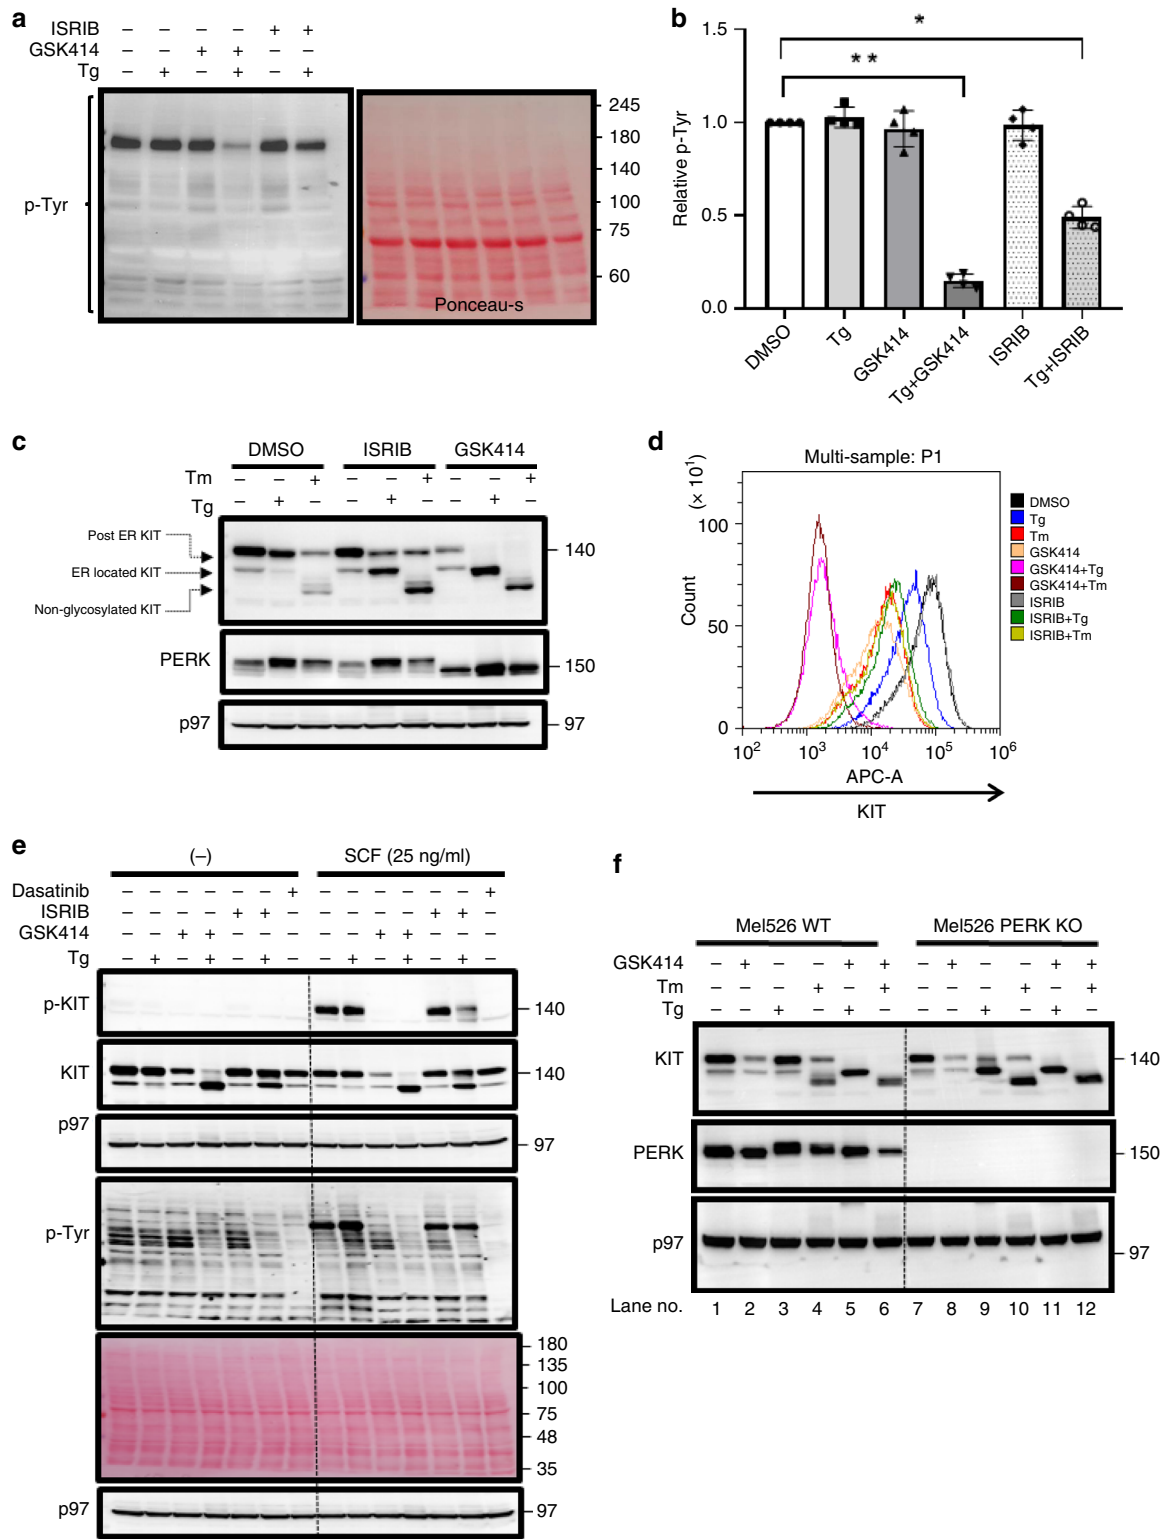 a
ISRIB – – – – + +
GSK414 – – + + – –
Tg – + – + – +
p-Tyr
245
180
140
100
75
60
Ponceau-s
b
Relative p-Tyr
1.5
1.0
0.5
0.0
*
**
DMSO
Tg
GSK414
Tg+GSK414
ISRIB
Tg+ISRIB
c
DMSO ISRIB GSK414
Tm – – + – – + – – +
Tg – + – – + – – + –
Post ER KIT
ER located KIT
Non-glycosylated KIT
140
PERK
150
p97
97
d
Multi-sample: P1
(× 10¹)
Count
100
50
0
10² 10³ 10⁴ 10⁵ 10⁶
APC-A
KIT
DMSO
Tg
Tm
GSK414
GSK414+Tg
GSK414+Tm
ISRIB
ISRIB+Tg
ISRIB+Tm
e
(–) SCF (25 ng/ml)
Dasatinib – – – – – – + – – – – – – +
ISRIB – – – – + + – – – – – + + –
GSK414 – – + + – – – – – + + – – –
Tg – + – + – + – – + – + – + –
p-KIT
140
KIT
140
p97
97
p-Tyr
180
135
100
75
48
35
p97
97
f
Mel526 WT Mel526 PERK KO
GSK414 – + – – + + – + – – + +
Tm – – – + – + – – – + – +
Tg – – + – + – – – + – + –
KIT
140
PERK
150
p97
97
Lane no. 1 2 3 4 5 6 7 8 9 10 11 12